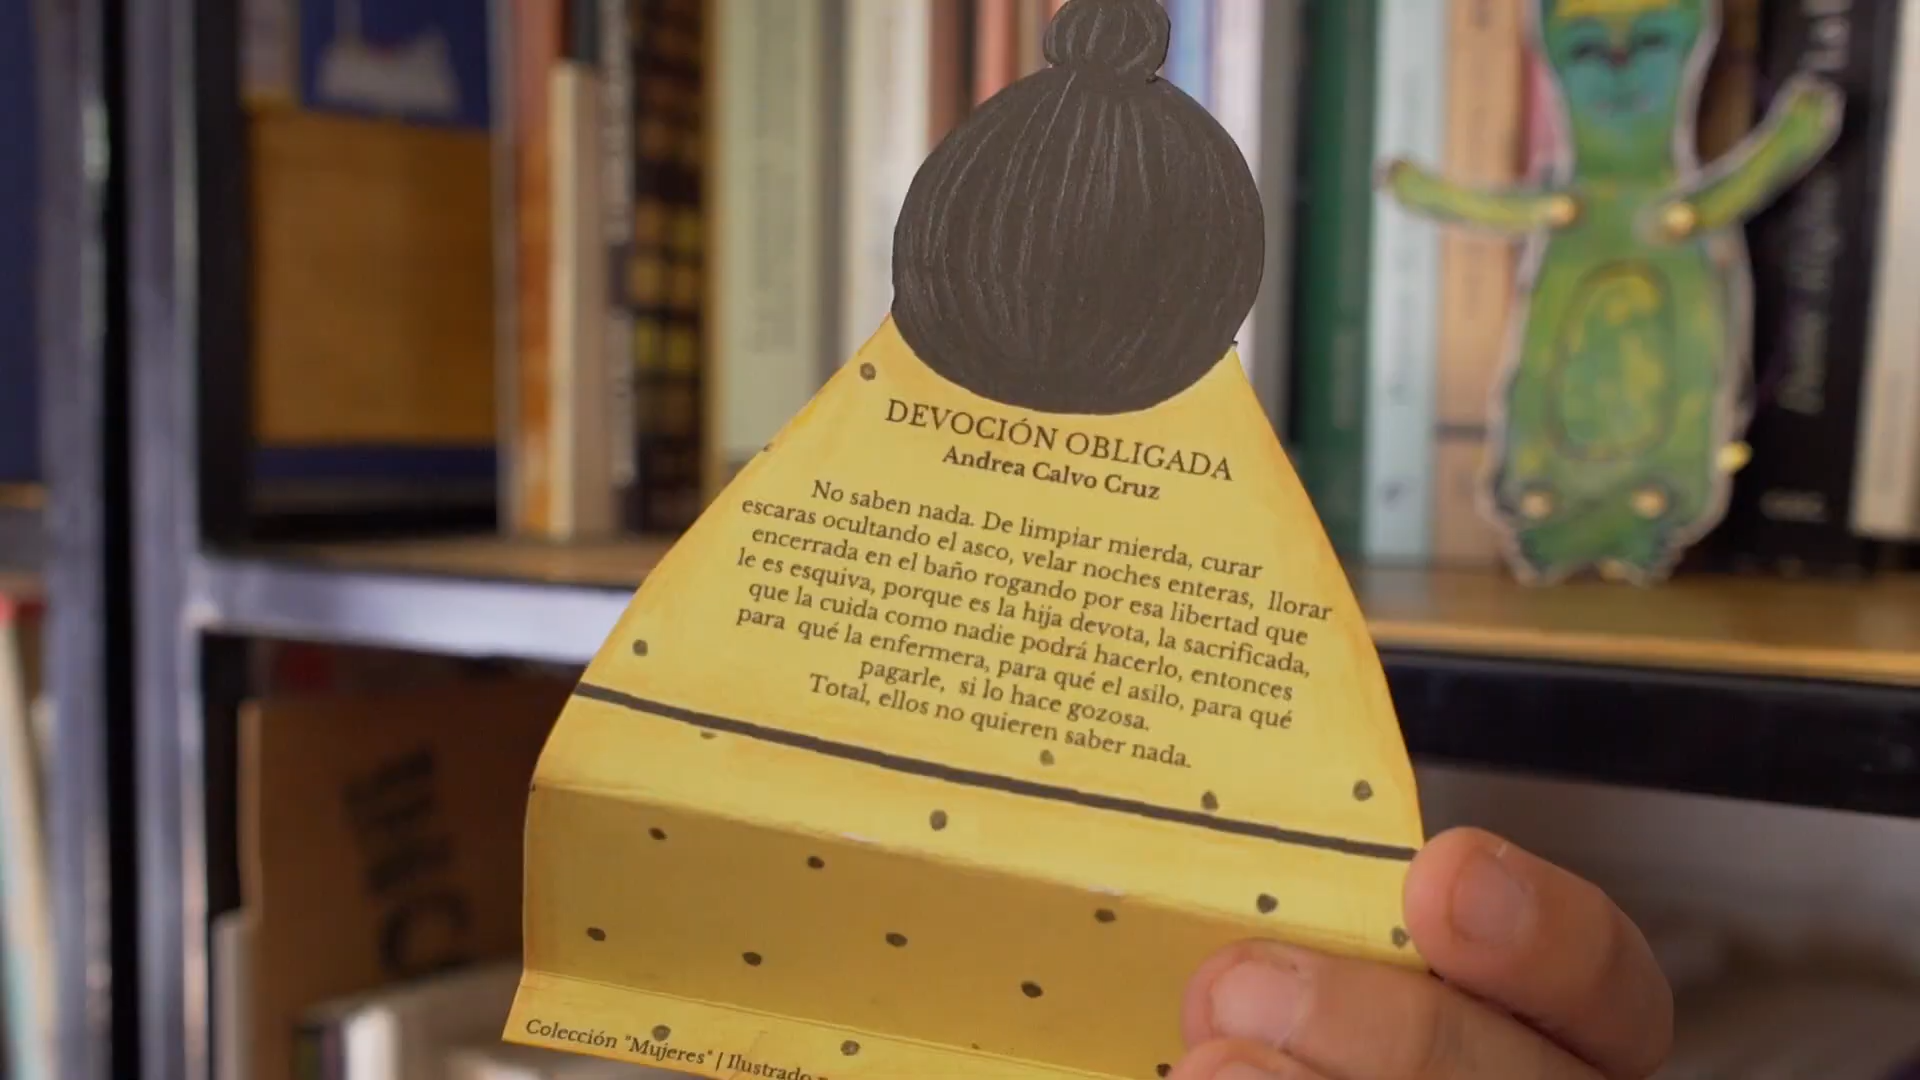 DEVOCIÓN OBLIGADA
Andrea Calvo Cruz
No saben nada. De limpiar mierda, curar
escaras ocultando el asco, velar noches enteras, llorar
encerrada en el baño rogando por esa libertad que
le es esquiva, porque es la hija devota, la sacrificada,
que la cuida como nadie podrá hacerlo, entonces
para qué la enfermera, para qué el asilo, para qué
pagarle, si lo hace gozosa.
Total, ellos no quieren saber nada.
Colección "Mujeres" | Ilustrado